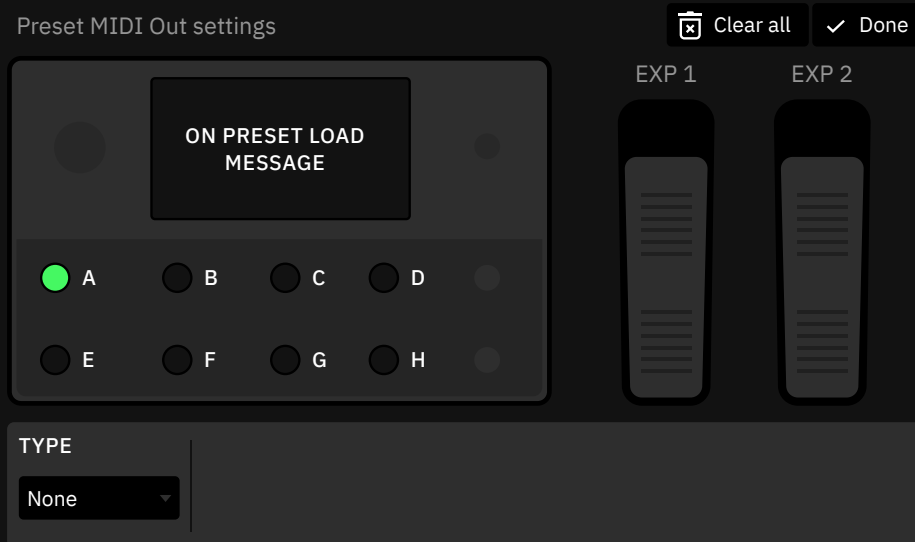 Preset MIDI Out settings
Clear all
Done
EXP 1
EXP 2
ON PRESET LOAD
MESSAGE
A
B
C
D
E
F
G
H
TYPE
None